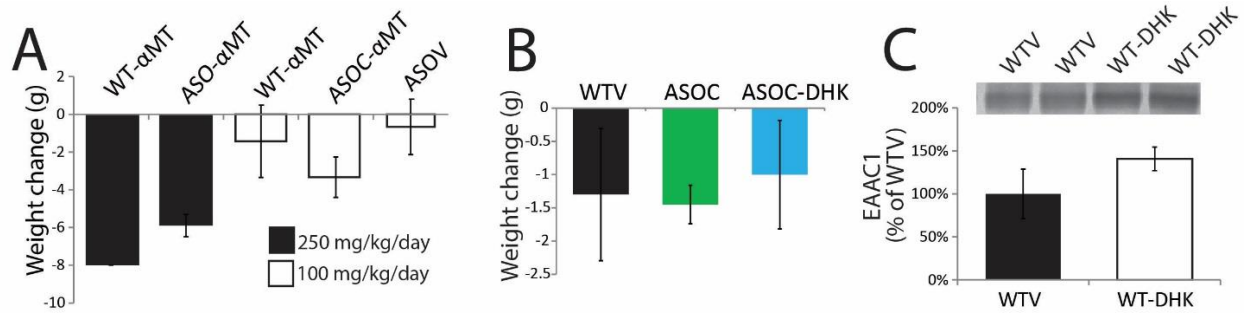 A
WT-αMT
ASO-αMT
WT-αMT
ASOC-αMT
ASOV
Weight change (g)
2
0
-2
-4
-6
-8
-10
250 mg/kg/day
100 mg/kg/day
B
WTV
ASOC
ASOC-DHK
Weight change (g)
0
-0.5
-1
-1.5
-2
-2.5
C
WTV
WTV
WT-DHK
WT-DHK
EAAC1
(% of WTV)
200%
150%
100%
50%
0%
WTV
WT-DHK